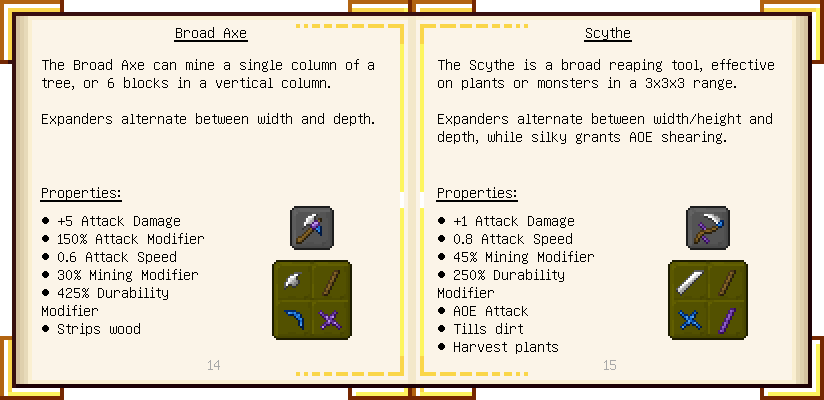 Broad Axe
The Broad Axe can mine a single column of a
tree, or 6 blocks in a vertical column.
Expanders alternate between width and depth.
Properties:
● +5 Attack Damage
● 150% Attack Modifier
● 0.6 Attack Speed
● 30% Mining Modifier
● 425% Durability
Modifier
● Strips wood
14
Scythe
The Scythe is a broad reaping tool, effective
on plants or monsters in a 3x3x3 range.
Expanders alternate between width/height and
depth, while silky grants AOE shearing.
Properties:
● +1 Attack Damage
● 0.8 Attack Speed
● 45% Mining Modifier
● 250% Durability
Modifier
● AOE Attack
● Tills dirt
● Harvest plants
15